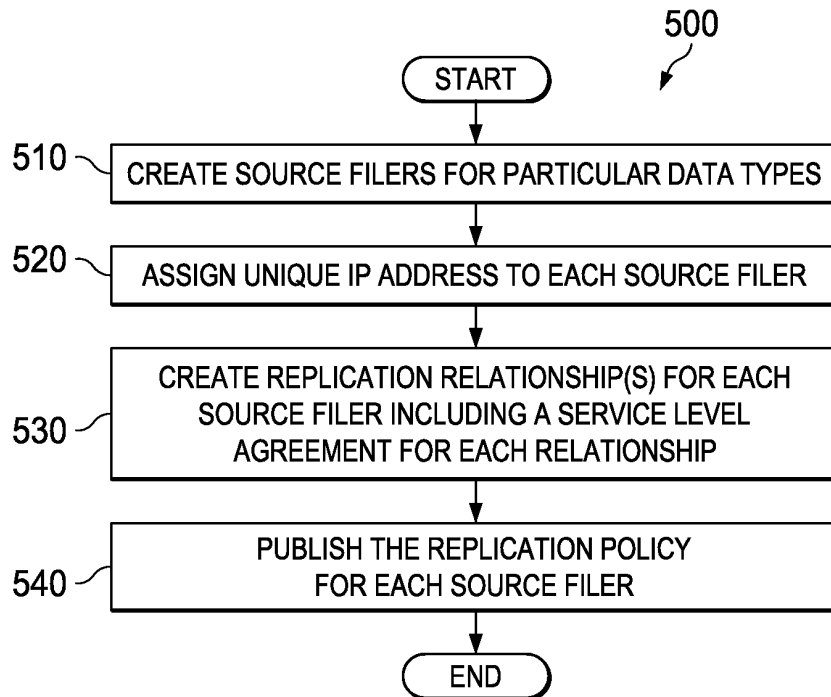 500
START
510
CREATE SOURCE FILERS FOR PARTICULAR DATA TYPES
520
ASSIGN UNIQUE IP ADDRESS TO EACH SOURCE FILER
530
CREATE REPLICATION RELATIONSHIP(S) FOR EACH
SOURCE FILER INCLUDING A SERVICE LEVEL
AGREEMENT FOR EACH RELATIONSHIP
540
PUBLISH THE REPLICATION POLICY
FOR EACH SOURCE FILER
END